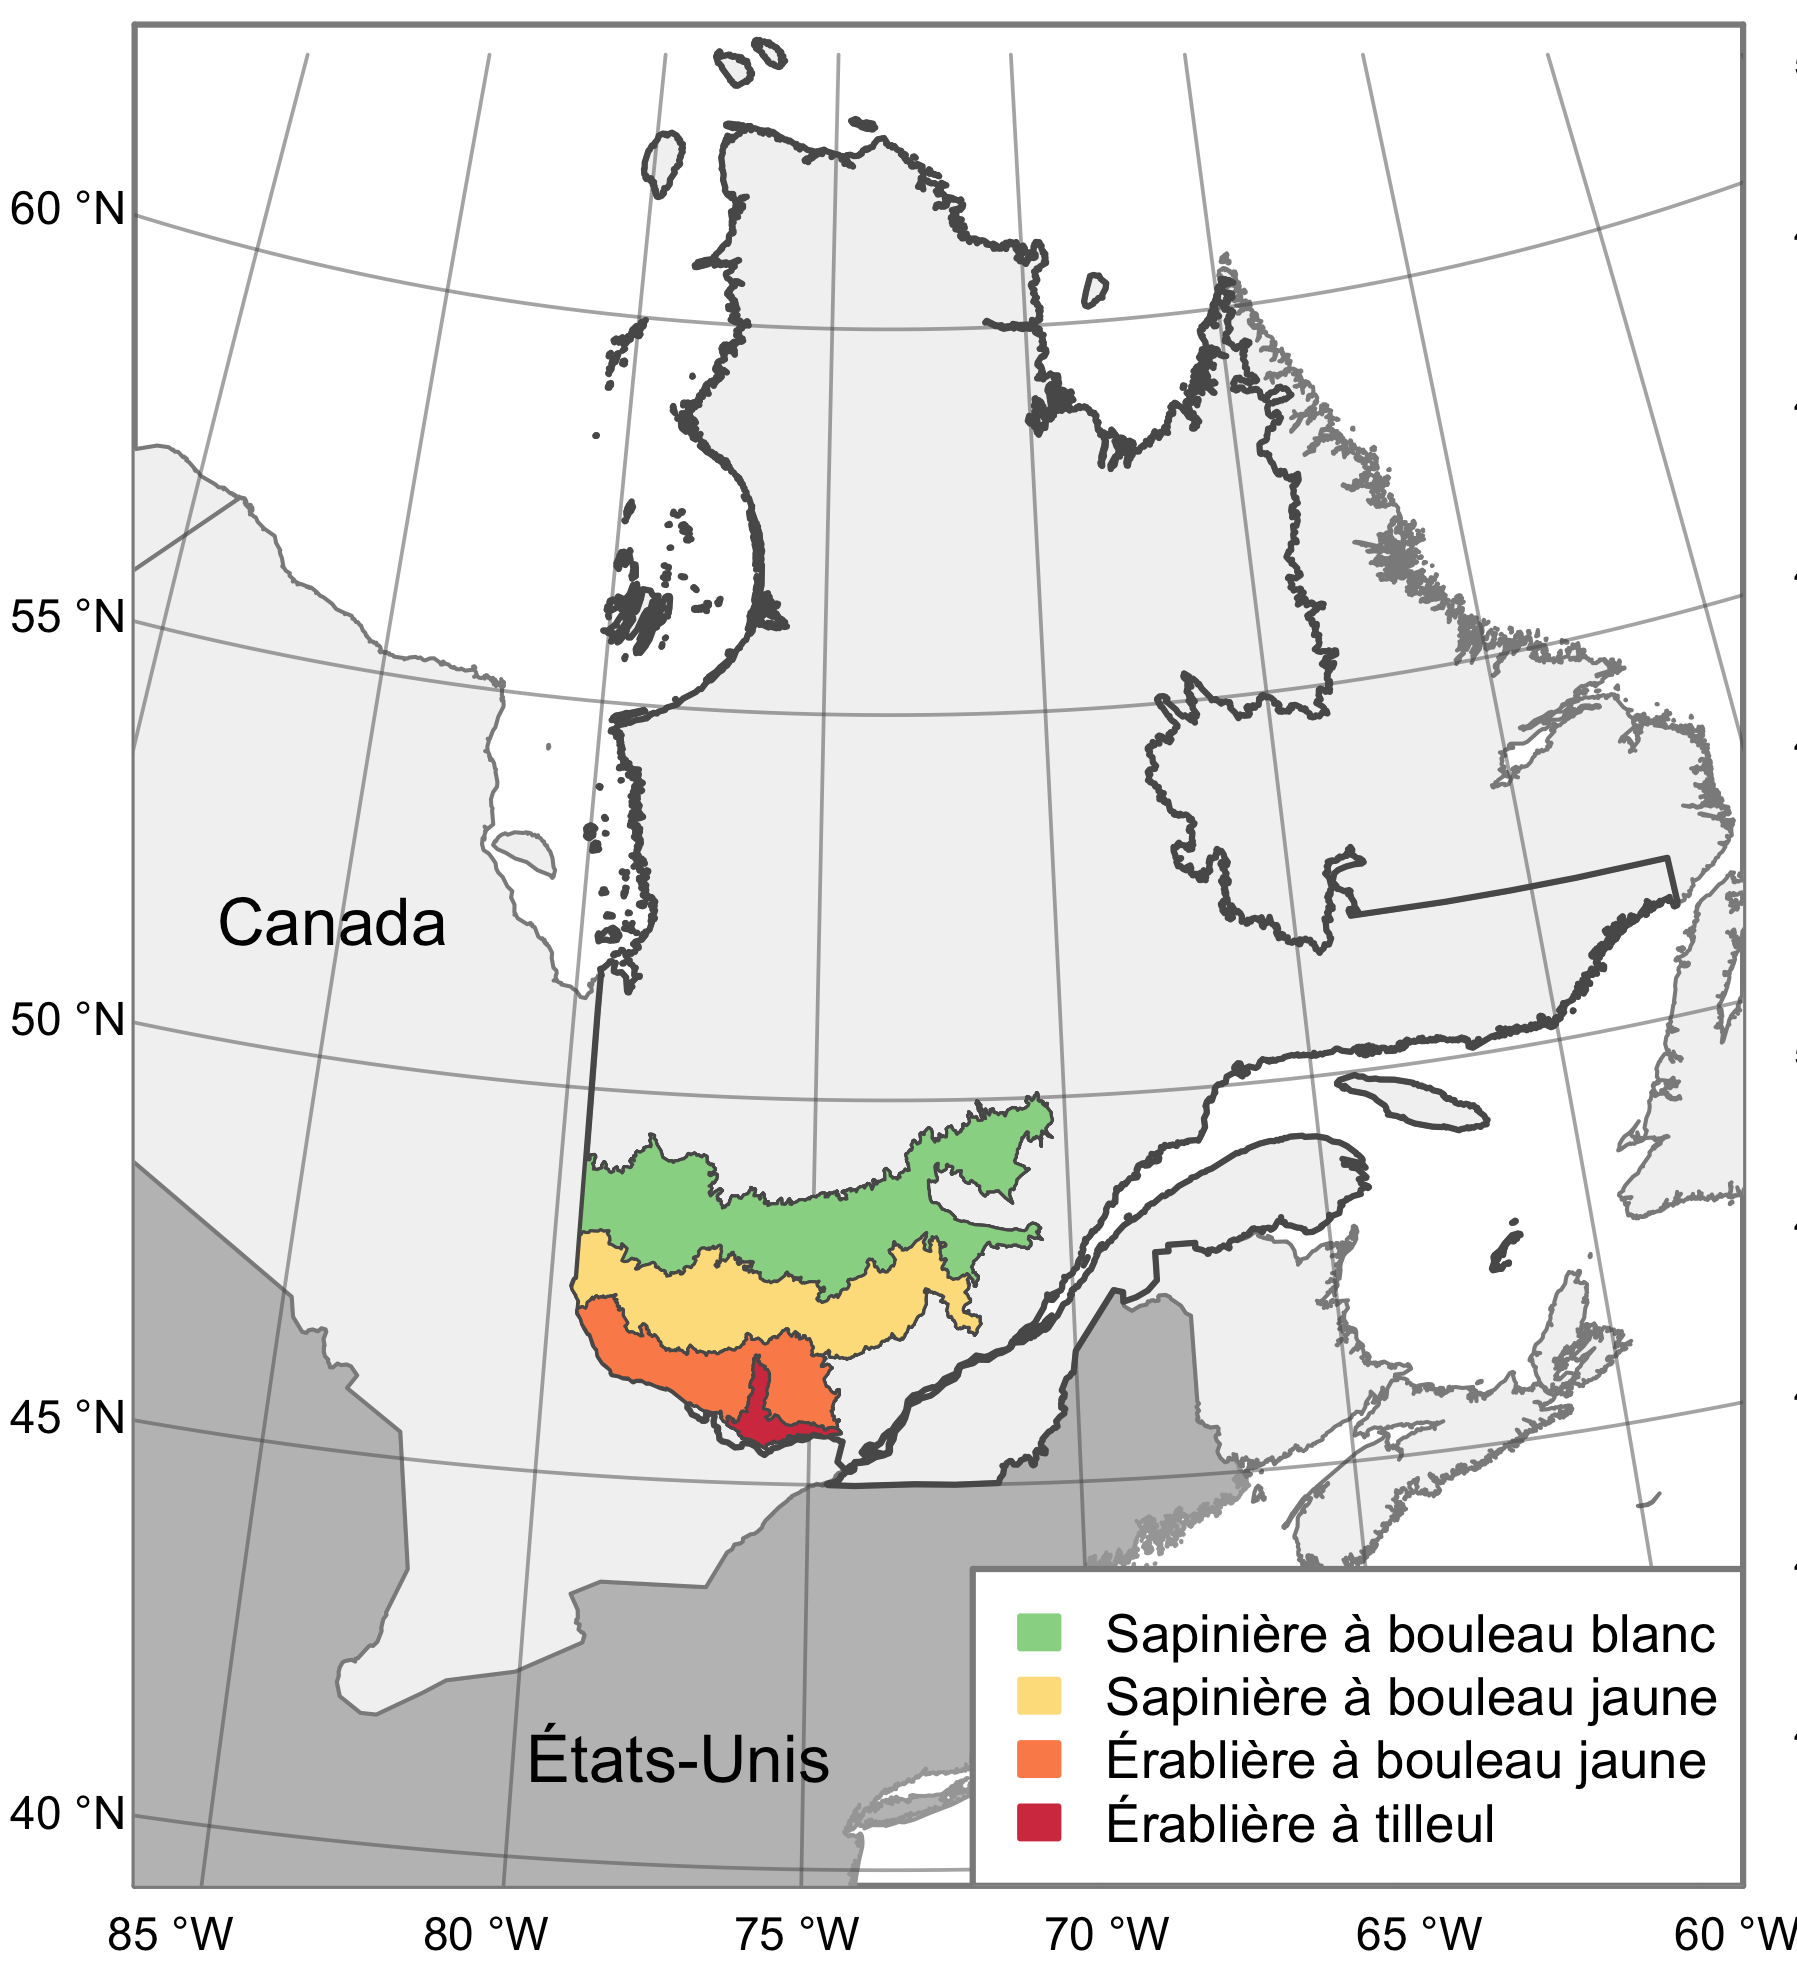 60 °N
55 °N
Canada
50 °N
45 °N
Sapinière à bouleau blanc
Sapinière à bouleau jaune
Érablière à bouleau jaune
Érablière à tilleul
États-Unis
40 °N
85 °W 80 °W 75 °W 70 °W 65 °W 60 °W